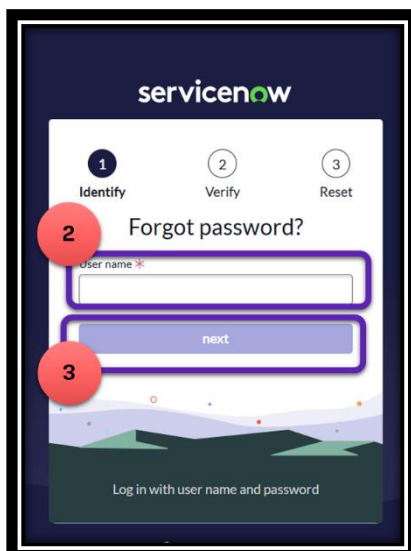 servicenow
1 2 3
Identify Verify Reset
2 Forgot password?
User name *
next
3
Log in with user name and password